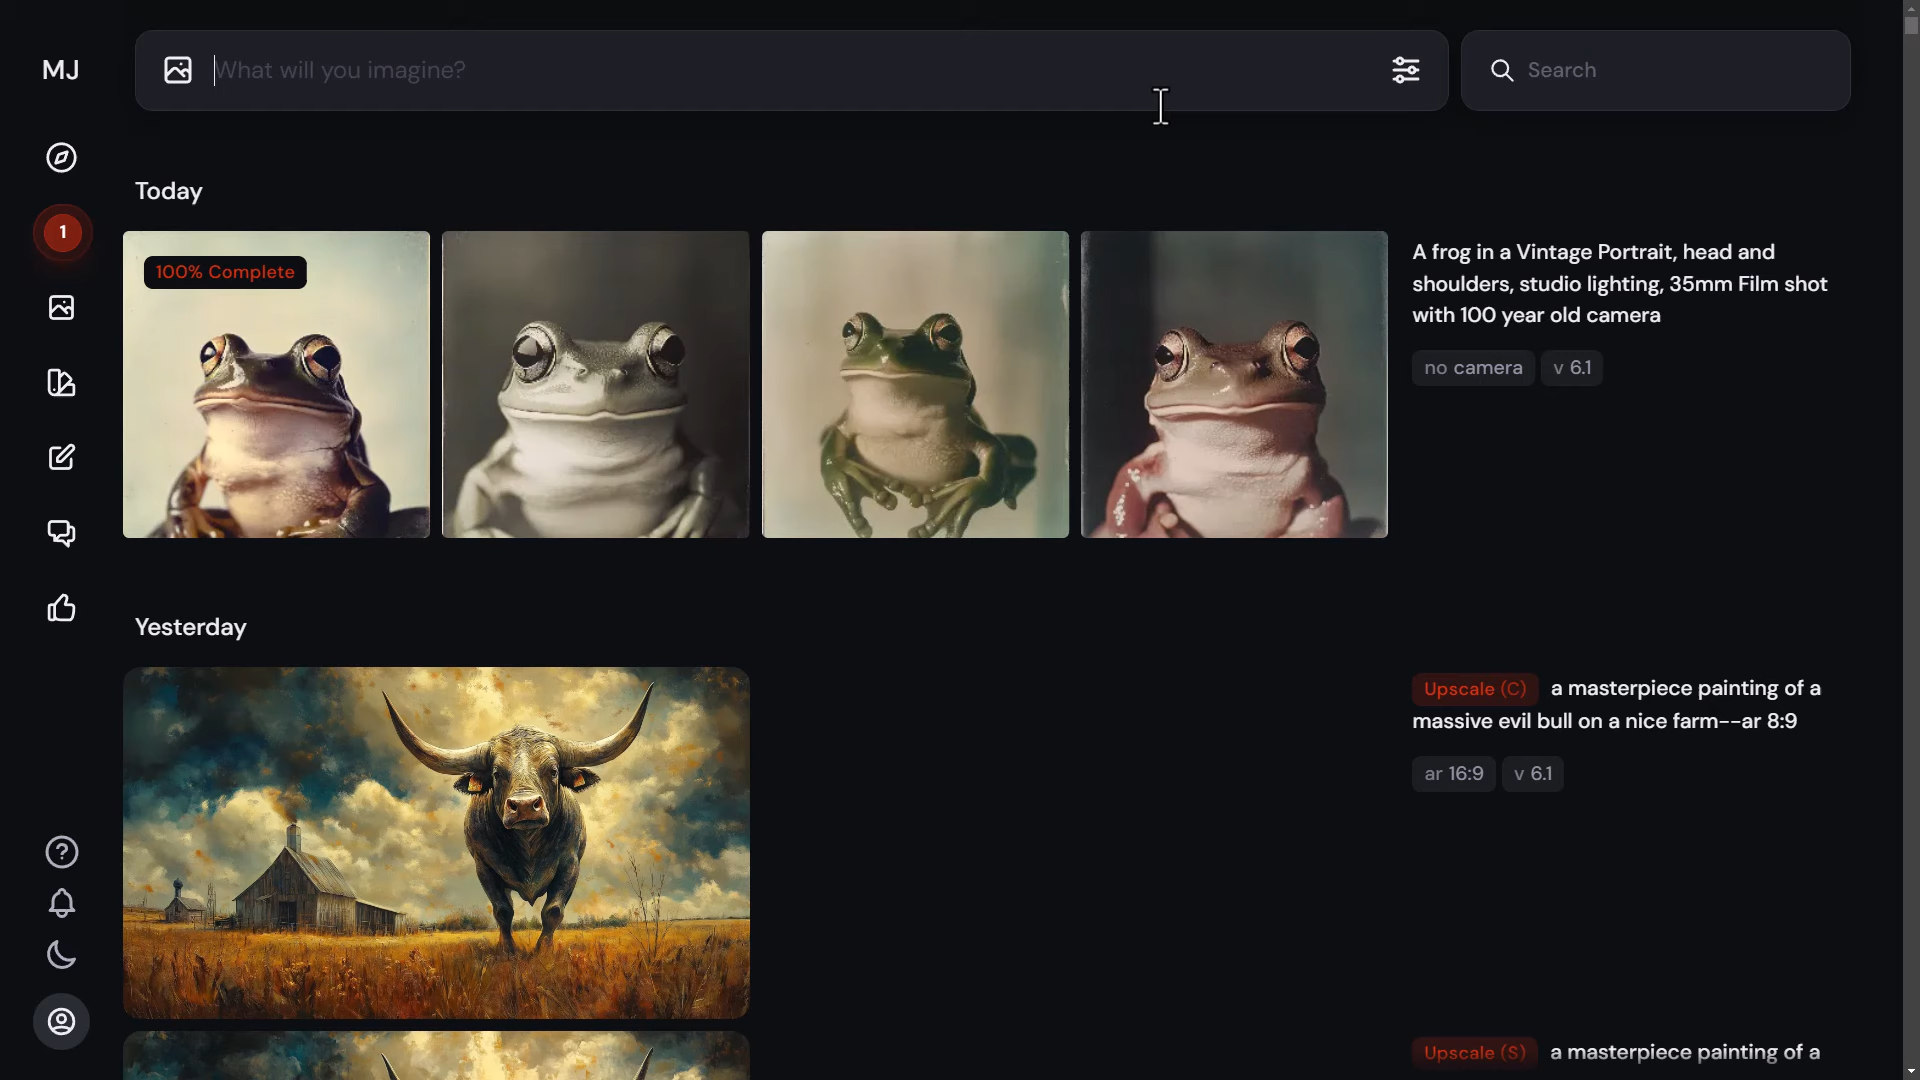 MJ
What will you imagine?
Search
1
Today
100% Complete
A frog in a Vintage Portrait, head and
shoulders, studio lighting, 35mm Film shot
with 100 year old camera
no camera
v 6.1
Yesterday
Upscale (C) a masterpiece painting of a
massive evil bull on a nice farm--ar 8:9
ar 16:9
v 6.1
Upscale (S) a masterpiece painting of a